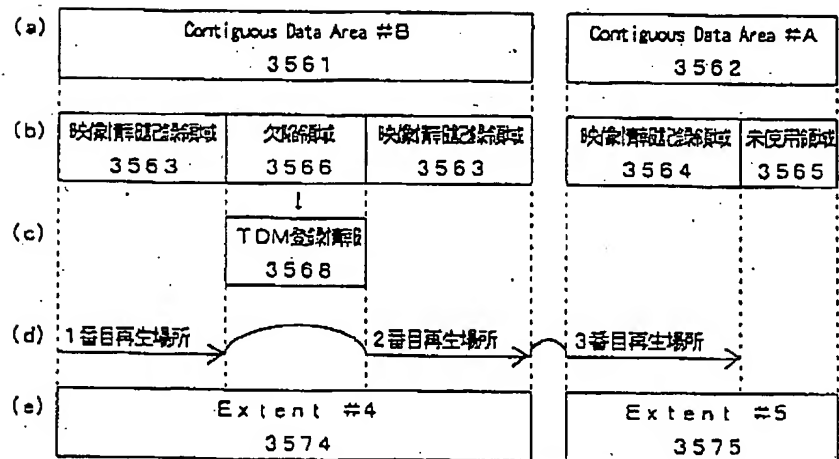 (a) Contiguous Data Area #B Contiguous Data Area #A
3561 3562
(b) 映像情報記録領域 欠陥領域 映像情報記録領域 映像情報記録領域 未使用領域
3563 3566 3563 3564 3565
↓
(c) TDM登録情報
3568
(d) 1番目再生場所 2番目再生場所 3番目再生場所
(e) Extent #4 Extent #5
3574 3575